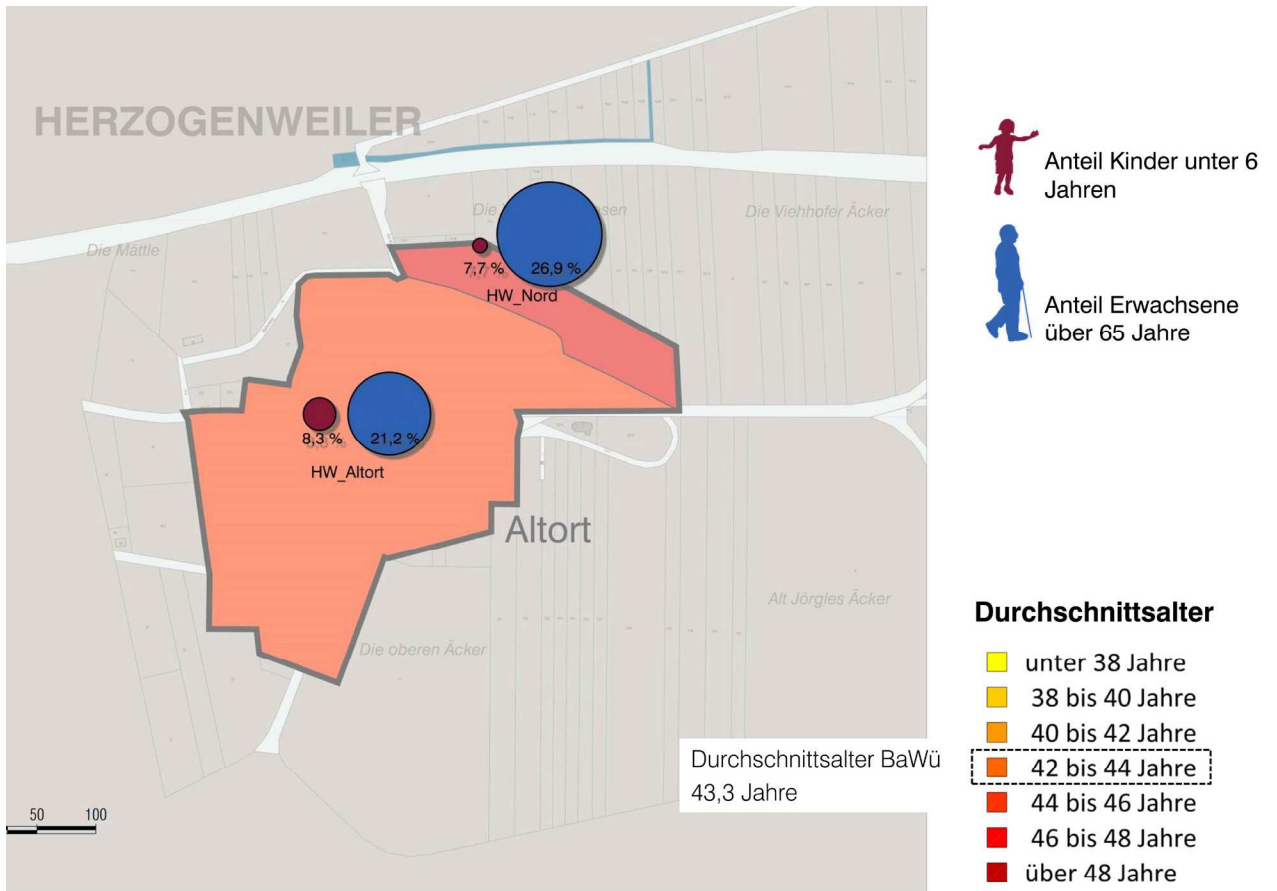 HERZOGENWEILER
Die Mättle
Die Viehhofer Äcker
7,7 %
26,9 %
HW_Nord
8,3 %
21,2 %
HW_Altort
Altort
Alt Jörgles Äcker
Die oberen Äcker
50
100
Anteil Kinder unter 6
Jahren
Anteil Erwachsene
über 65 Jahre
Durchschnittsalter BaWü
43,3 Jahre
Durchschnittsalter
unter 38 Jahre
38 bis 40 Jahre
40 bis 42 Jahre
42 bis 44 Jahre
44 bis 46 Jahre
46 bis 48 Jahre
über 48 Jahre